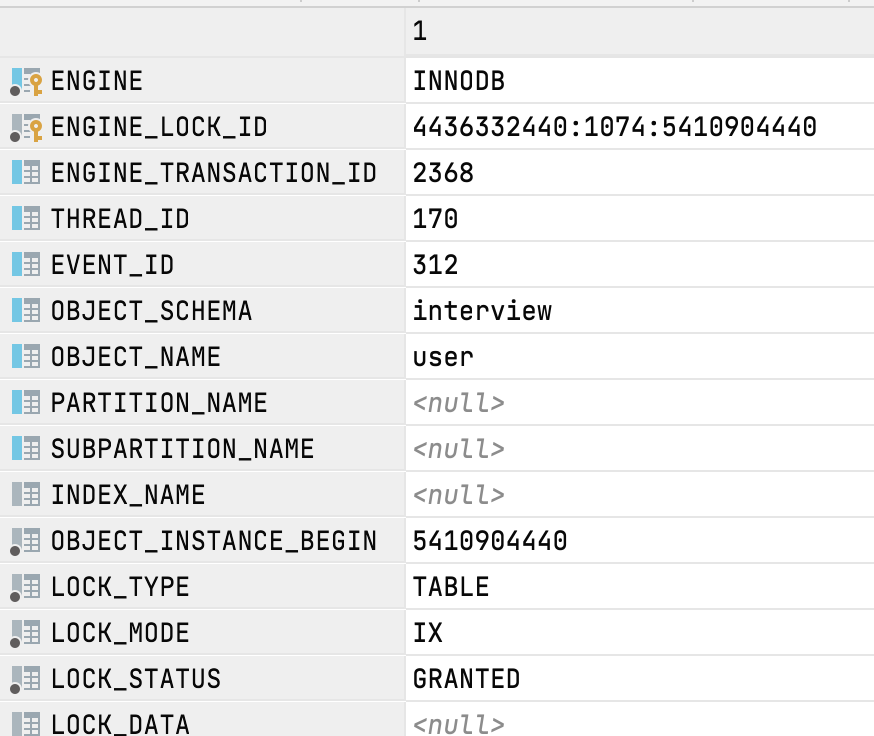 1
ENGINE INNODB
ENGINE_LOCK_ID 4436332440:1074:5410904440
ENGINE_TRANSACTION_ID 2368
THREAD_ID 170
EVENT_ID 312
OBJECT_SCHEMA interview
OBJECT_NAME user
PARTITION_NAME <null>
SUBPARTITION_NAME <null>
INDEX_NAME <null>
OBJECT_INSTANCE_BEGIN 5410904440
LOCK_TYPE TABLE
LOCK_MODE IX
LOCK_STATUS GRANTED
LOCK_DATA <null>